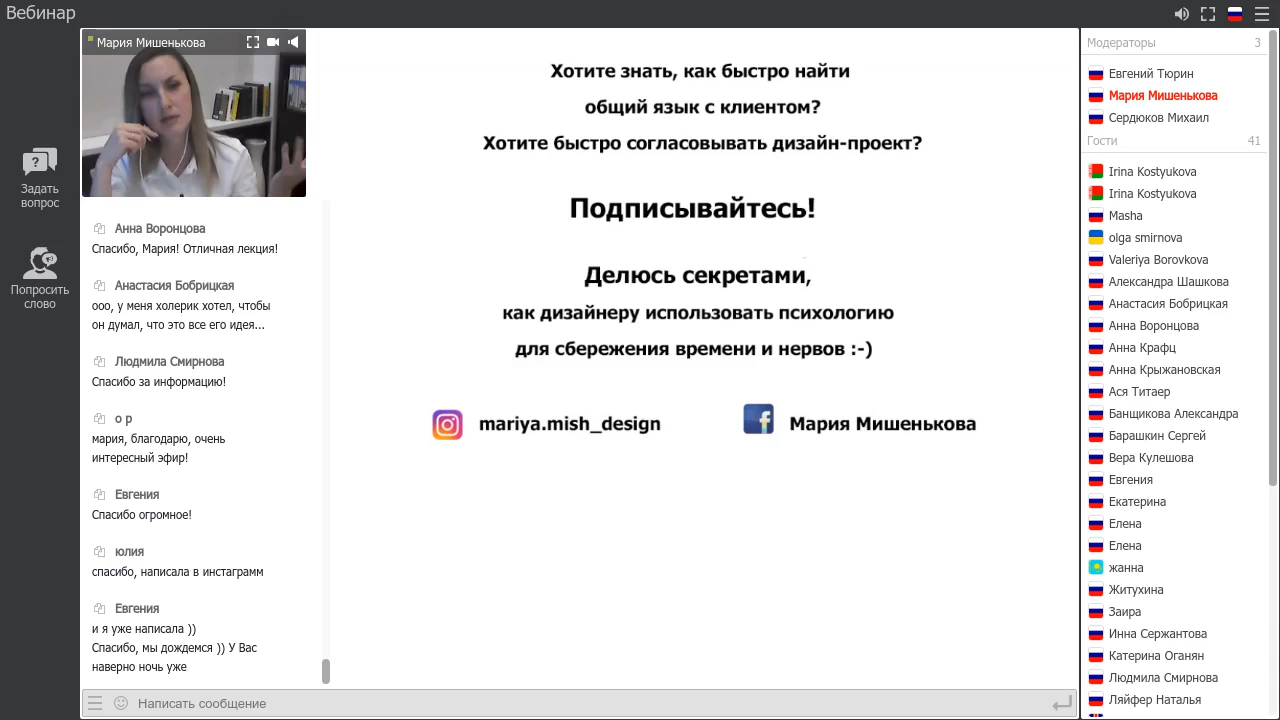 Вебинар
Мария Мишенькова
Задать
вопрос
Попросить
слово
Анна Воронцова
Спасибо, Мария! Отличная лекция!
Анастасия Бобрицкая
ооо, у меня холерик хотел, чтобы
он думал, что это все его идея...
Людмила Смирнова
Спасибо за информацию!
о р
мария, благодарю, очень
интересный эфир!
Евгения
Спасибо огромное!
юлия
спасибо, написала в инстаграмм
Евгения
и я уже написала ))
Спасибо, мы дождемся )) У Вас
наверно ночь уже
Написать сообщение
Хотите знать, как быстро найти
общий язык с клиентом?
Хотите быстро согласовывать дизайн-проект?
Подписывайтесь!
Делюсь секретами,
как дизайнеру использовать психологию
для сбережения времени и нервов :-)
mariya.mish_design
Мария Мишенькова
Модераторы 3
Евгений Тюрин
Мария Мишенькова
Сердюков Михаил
Гости 41
Irina Kostyukova
Irina Kostyukova
Masha
olga smirnova
Valeriya Borovkova
Александра Шашкова
Анастасия Бобрицкая
Анна Воронцова
Анна Крафц
Анна Крыжановская
Ася Титаер
Банщикова Александра
Барашкин Сергей
Вера Кулешова
Евгения
Екатерина
Елена
Елена
жанна
Житухина
Заира
Инна Сержантова
Катерина Оганян
Людмила Смирнова
Ляйфер Наталья